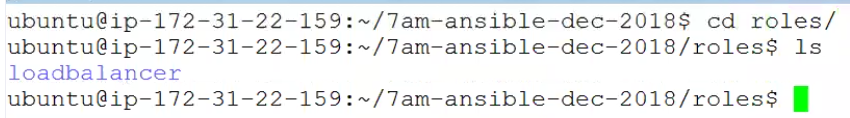 ubuntu@ip-172-31-22-159:~/7am-ansible-dec-2018$ cd roles/
ubuntu@ip-172-31-22-159:~/7am-ansible-dec-2018/roles$ ls
loadbalancer
ubuntu@ip-172-31-22-159:~/7am-ansible-dec-2018/roles$